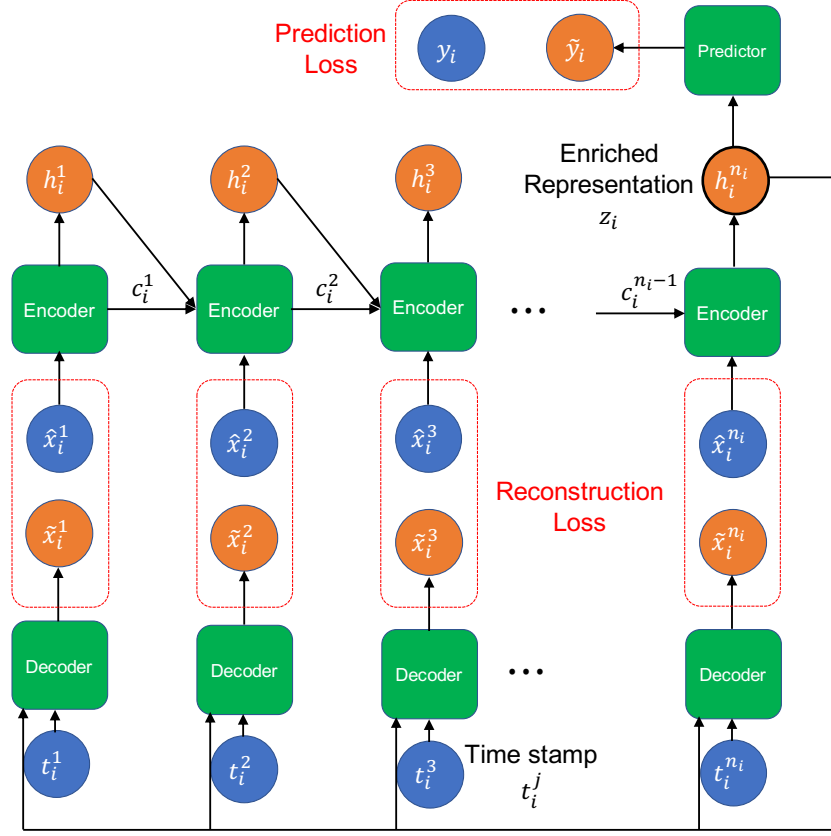 Prediction
Loss
y_i
ỹ_i
Predictor
h_i^1
h_i^2
h_i^3
Enriched
Representation
z_i
h_i^{n_i}
Encoder
c_i^1
Encoder
c_i^2
Encoder
...
c_i^{n_i-1}
Encoder
x̂_i^1
x̂_i^2
x̂_i^3
x̂_i^{n_i}
Reconstruction
Loss
x̃_i^1
x̃_i^2
x̃_i^3
x̃_i^{n_i}
Decoder
Decoder
Decoder
...
Decoder
t_i^1
t_i^2
t_i^3
Time stamp
t_i^j
t_i^{n_i}